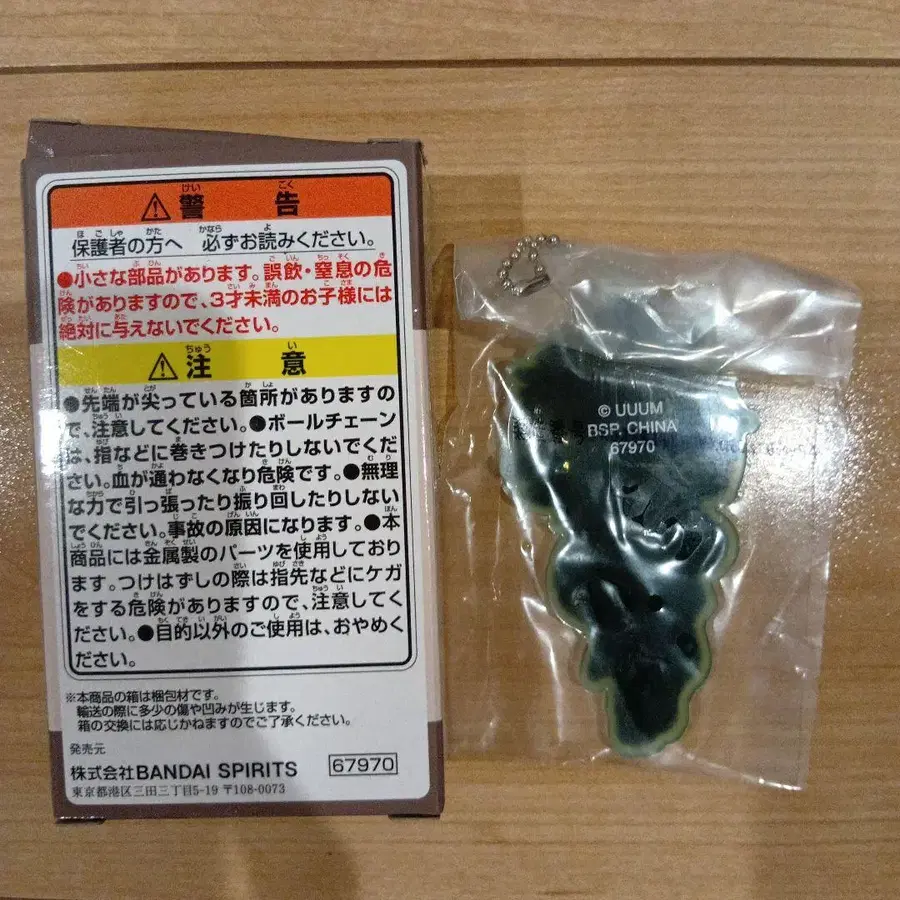 警告
保護者の方へ 必ずお読みください。
●小さな部品があります。誤飲・窒息の危
険がありますので、3才未満のお子様には
絶対に与えないでください。
注意
●先端が尖っている箇所がありますの
で、注意してください。●ボールチェーン
は、指などに巻きつけたりしないでくだ
さい。血が通わなくなり危険です。●無理
な力で引っ張ったり振り回したりしない
でください。事故の原因になります。●本
商品には金属製のパーツを使用しており
ます。つけはずしの際は指先などにケガ
をする危険がありますので、注意してく
ださい。●目的以外のご使用は、おやめく
ださい。
※本商品の箱は梱包材です。
輸送の際に多少の傷や凹みが生じます。
箱の交換には応じかねますのでご了承ください。
発売元
株式会社BANDAI SPIRITS 67970
東京都港区三田三丁目5-19 〒108-0073
© UUUM
BSP, CHINA
67970